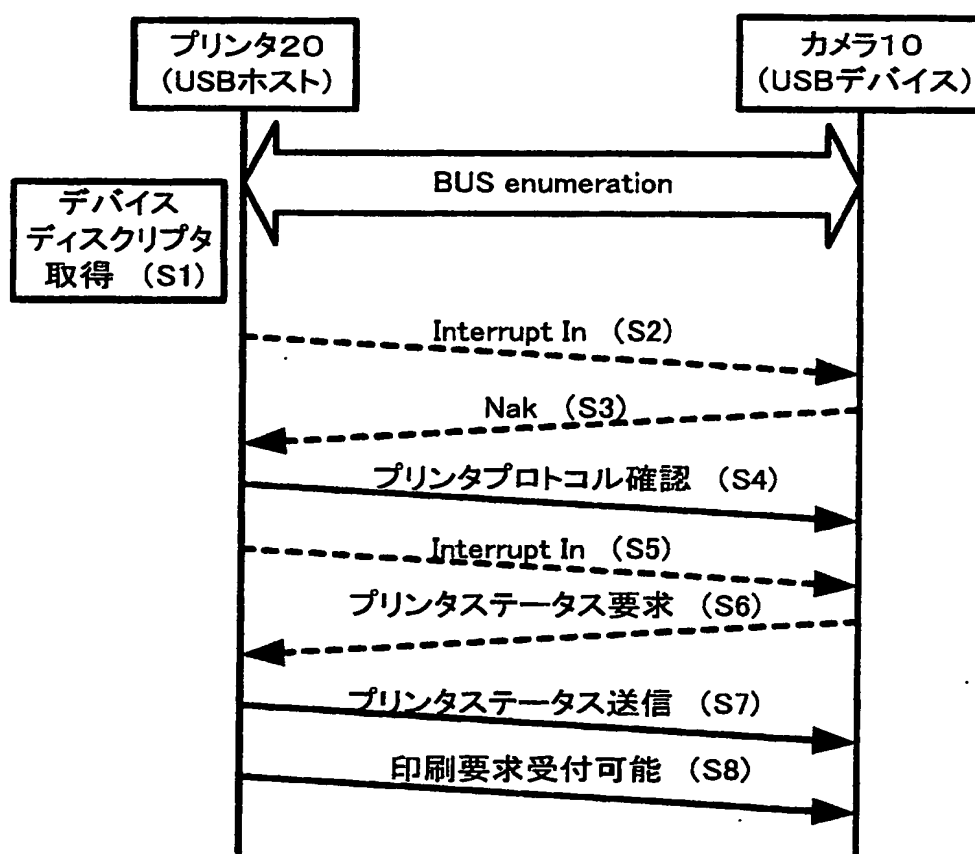 プリンタ20
(USBホスト)
カメラ10
(USBデバイス)
BUS enumeration
デバイス
ディスクリプタ
取得 (S1)
Interrupt In (S2)
Nak (S3)
プリンタプロトコル確認 (S4)
Interrupt In (S5)
プリンタステータス要求 (S6)
プリンタステータス送信 (S7)
印刷要求受付可能 (S8)